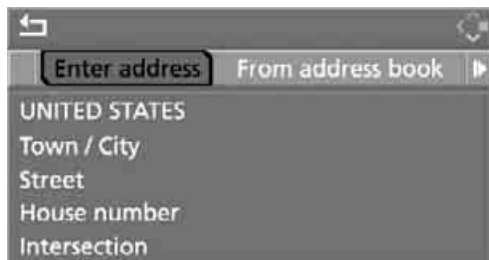 Enter address From address book
UNITED STATES
Town / City
Street
House number
Intersection